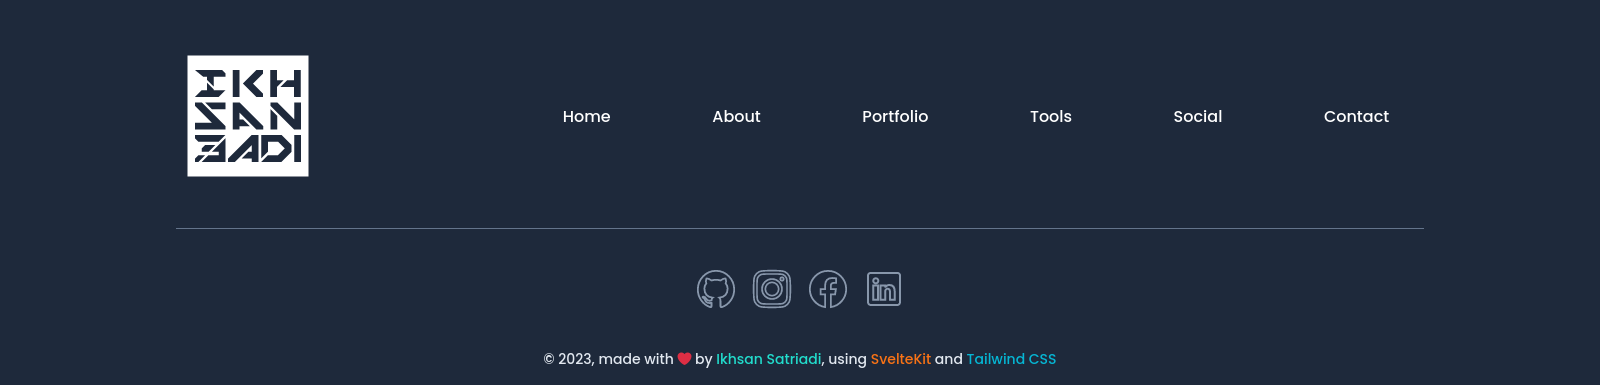 IKH
SAN
SADI
Home About Portfolio Tools Social Contact
in
© 2023, made with ❤ by Ikhsan Satriadi, using SvelteKit and Tailwind CSS